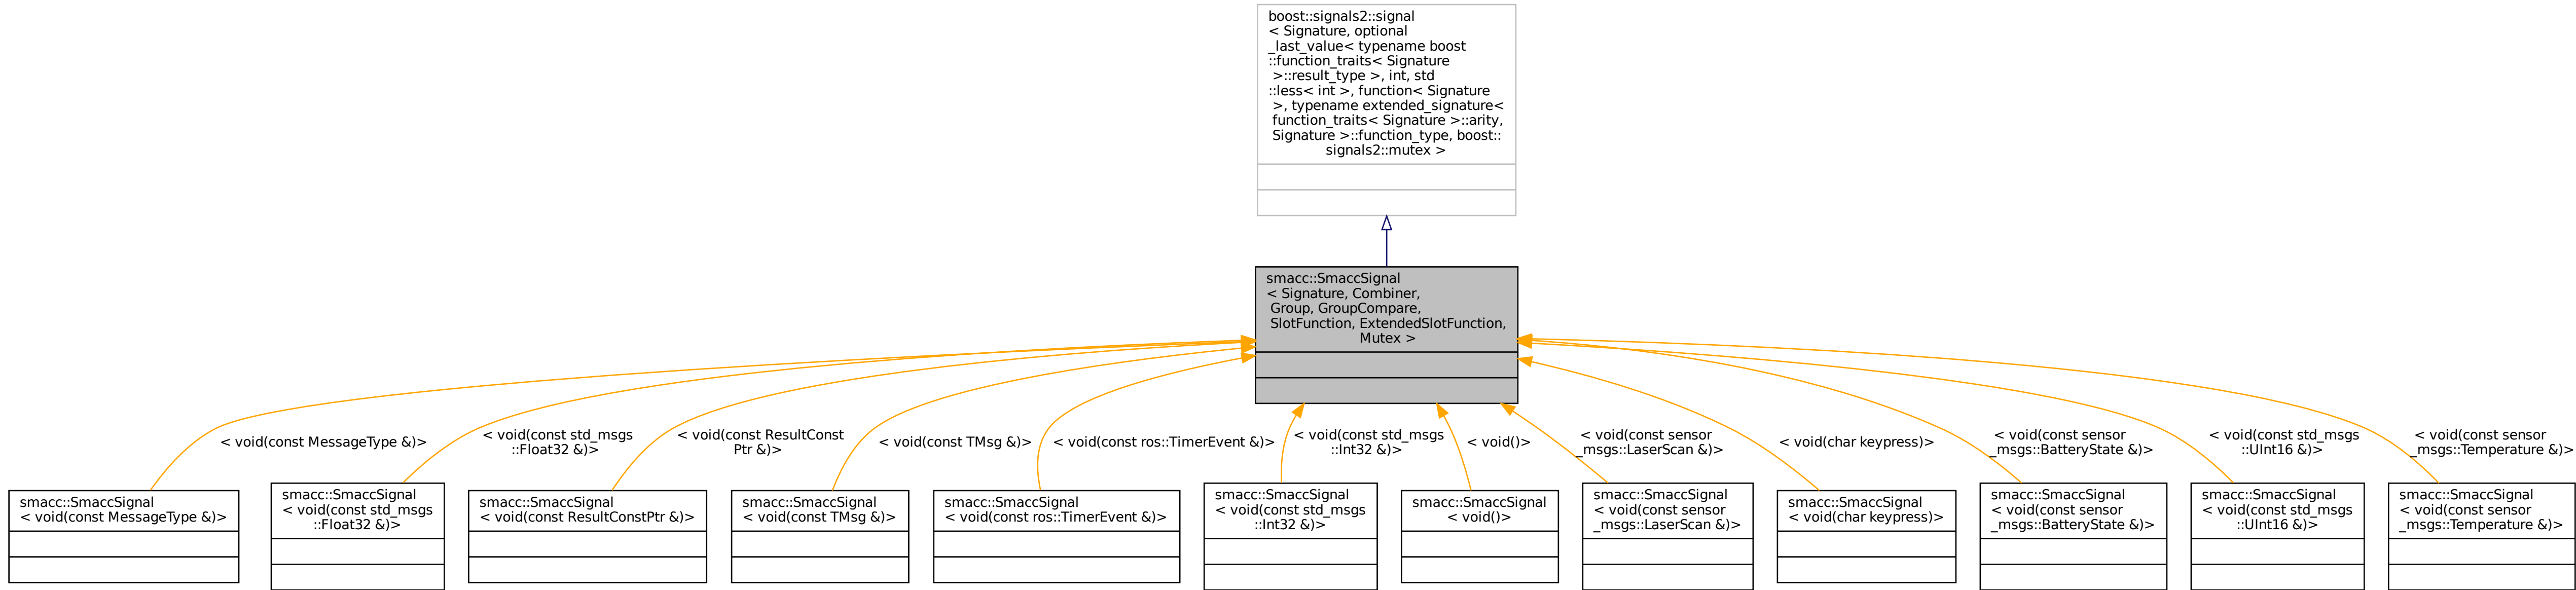 boost::signals2::signal
< Signature, optional
_last_value< typename boost
::function_traits< Signature
>::result_type >, int, std
::less< int >, function< Signature
>, typename extended_signature<
function_traits< Signature >::arity,
Signature >::function_type, boost::
signals2::mutex >
smacc::SmaccSignal
< Signature, Combiner,
Group, GroupCompare,
SlotFunction, ExtendedSlotFunction,
Mutex >
< void(const MessageType &)>
< void(const std_msgs
::Float32 &)>
< void(const ResultConst
Ptr &)>
< void(const TMsg &)>
< void(const ros::TimerEvent &)>
< void(const std_msgs
::Int32 &)>
< void()>
< void(const sensor
_msgs::LaserScan &)>
< void(char keypress)>
< void(const sensor
_msgs::BatteryState &)>
< void(const std_msgs
::UInt16 &)>
< void(const sensor
_msgs::Temperature &)>
smacc::SmaccSignal
< void(const MessageType &)>
smacc::SmaccSignal
< void(const std_msgs
::Float32 &)>
smacc::SmaccSignal
< void(const ResultConstPtr &)>
smacc::SmaccSignal
< void(const TMsg &)>
smacc::SmaccSignal
< void(const ros::TimerEvent &)>
smacc::SmaccSignal
< void(const std_msgs
::Int32 &)>
smacc::SmaccSignal
< void()>
smacc::SmaccSignal
< void(const sensor
_msgs::LaserScan &)>
smacc::SmaccSignal
< void(char keypress)>
smacc::SmaccSignal
< void(const sensor
_msgs::BatteryState &)>
smacc::SmaccSignal
< void(const std_msgs
::UInt16 &)>
smacc::SmaccSignal
< void(const sensor
_msgs::Temperature &)>